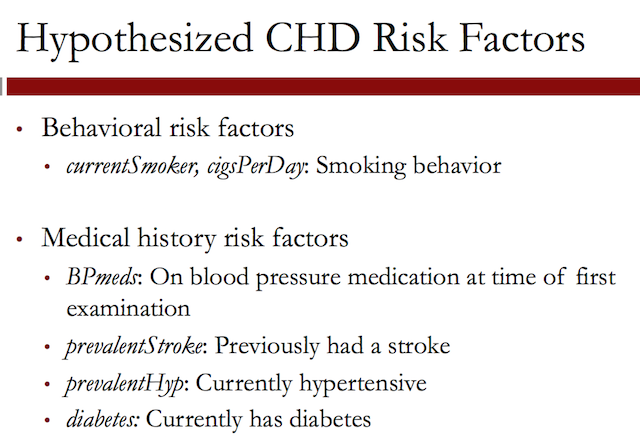 Hypothesized CHD Risk Factors
• Behavioral risk factors
• currentSmoker, cigsPerDay: Smoking behavior
• Medical history risk factors
• BPmeds: On blood pressure medication at time of first
examination
• prevalentStroke: Previously had a stroke
• prevalentHyp: Currently hypertensive
• diabetes: Currently has diabetes